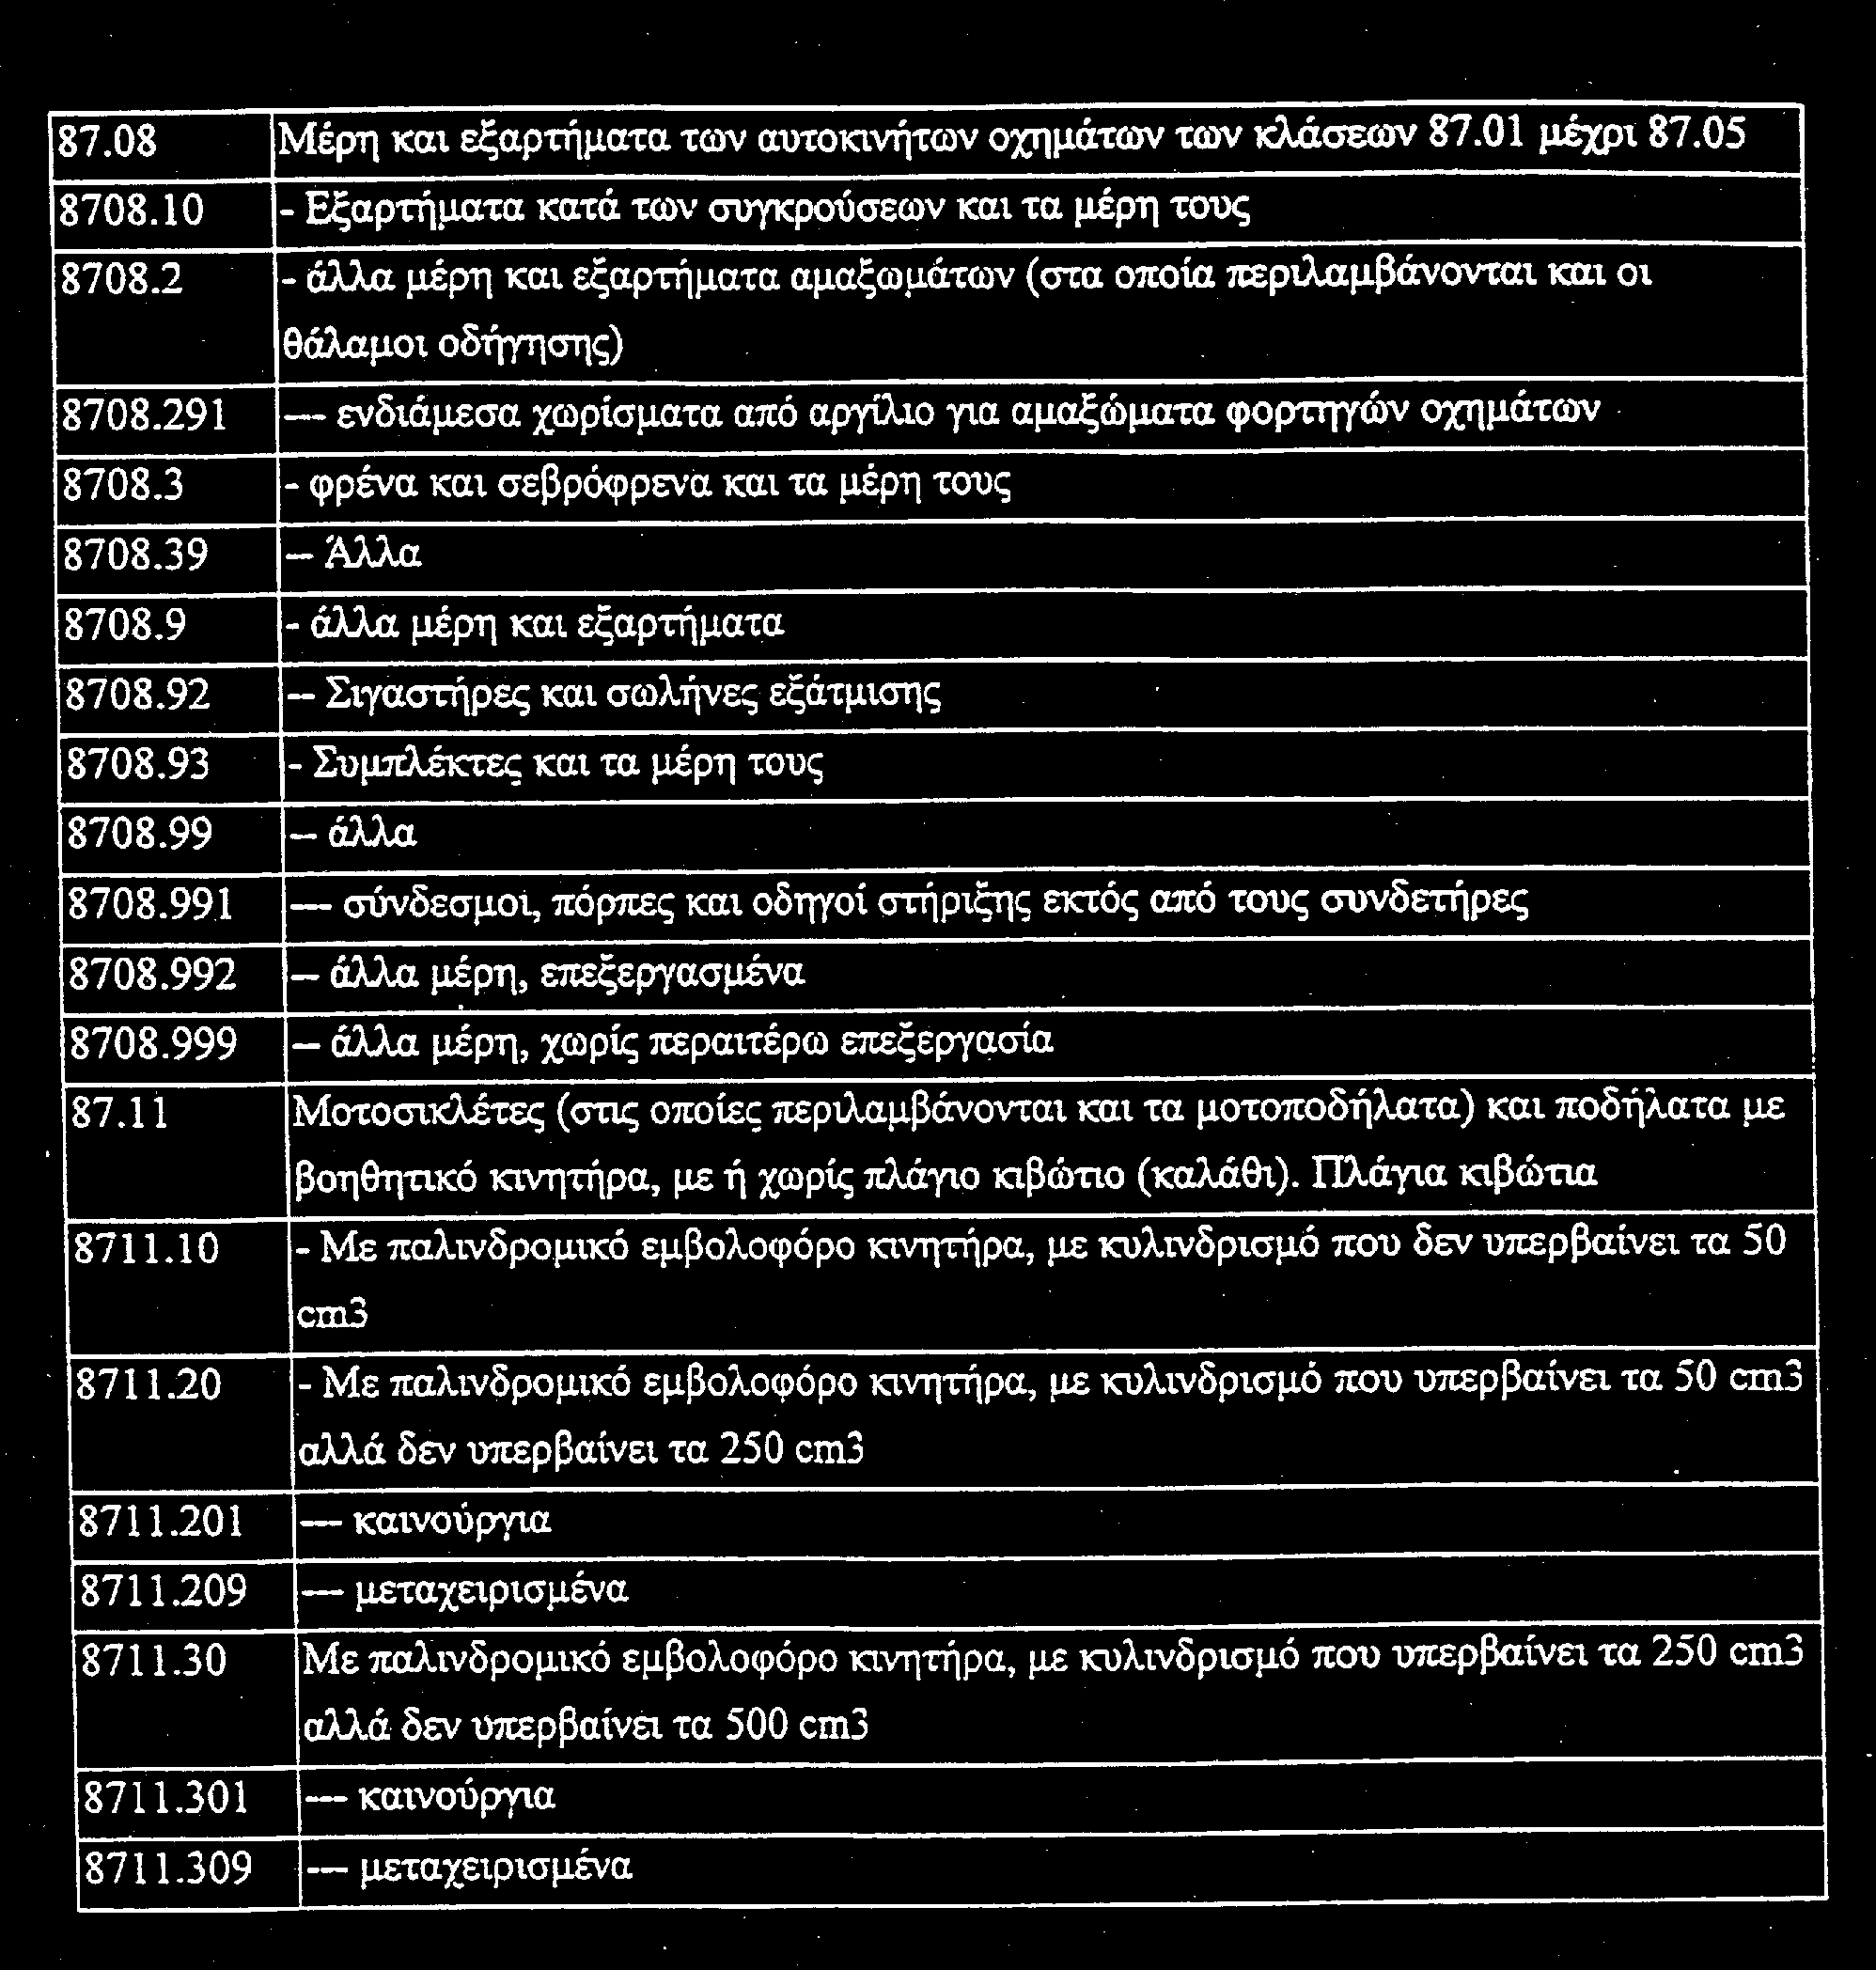 87.08 Μέρη και εξαρτήματα των αυτοκινήτων οχημάτων των κλάσεων 87.01 μέχρι 87.05
8708.10 - Εξαρτήματα κατά των συγκρούσεων και τα μέρη τους
8708.2 - άλλα μέρη και εξαρτήματα αμαξωμάτων (στα οποία περιλαμβάνονται και οι
θάλαμοι οδήγησης)
8708.291 --- ενδιάμεσα χωρίσματα από αργίλιο για αμαξώματα φορτηγών οχημάτων
8708.3 - φρένα και σεβρόφρενα και τα μέρη τους
8708.39 -- Άλλα
8708.9 - άλλα μέρη και εξαρτήματα
8708.92 -- Σιγαστήρες και σωλήνες εξάτμισης
8708.93 - Συμπλέκτες και τα μέρη τους
8708.99 -- άλλα
8708.991 --- σύνδεσμοι, πόρπες και οδηγοί στήριξης εκτός από τους συνδετήρες
8708.992 -- άλλα μέρη, επεξεργασμένα
8708.999 -- άλλα μέρη, χωρίς περαιτέρω επεξεργασία
87.11 Μοτοσικλέτες (στις οποίες περιλαμβάνονται και τα μοτοποδήλατα) και ποδήλατα με
βοηθητικό κινητήρα, με ή χωρίς πλάγιο κιβώτιο (καλάθι). Πλάγια κιβώτια
8711.10 - Με παλινδρομικό εμβολοφόρο κινητήρα, με κυλινδρισμό που δεν υπερβαίνει τα 50
cm3
8711.20 - Με παλινδρομικό εμβολοφόρο κινητήρα, με κυλινδρισμό που υπερβαίνει τα 50 cm3
αλλά δεν υπερβαίνει τα 250 cm3
8711.201 --- καινούργια
8711.209 --- μεταχειρισμένα
8711.30 Με παλινδρομικό εμβολοφόρο κινητήρα, με κυλινδρισμό που υπερβαίνει τα 250 cm3
αλλά δεν υπερβαίνει τα 500 cm3
8711.301 --- καινούργια
8711.309 --- μεταχειρισμένα